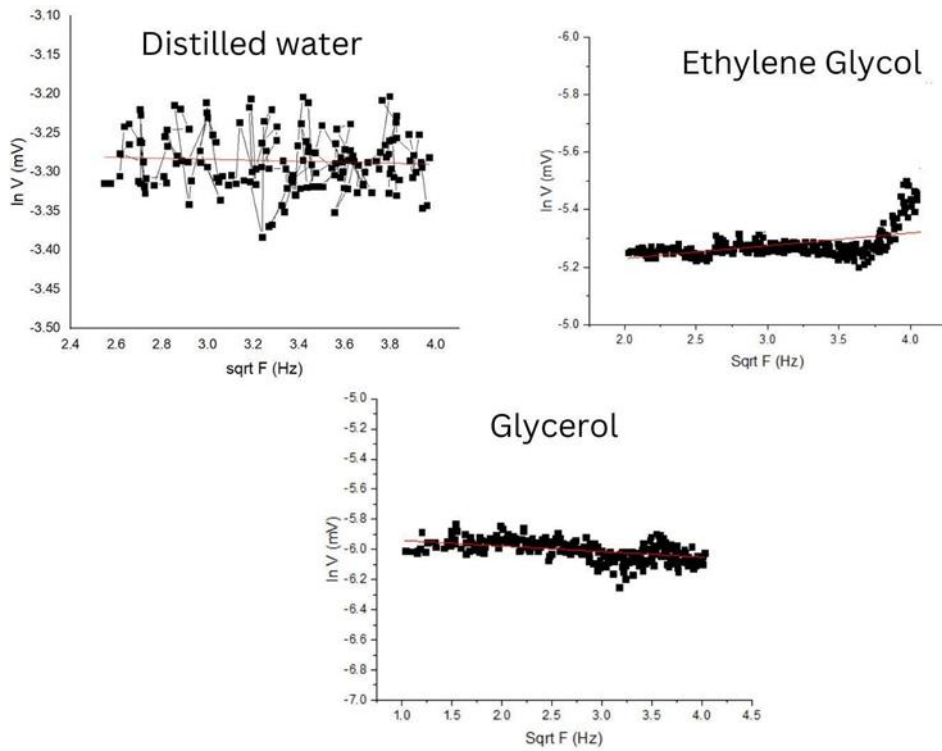 Distilled water
-3.10
-3.15
-3.20
-3.25
-3.30
-3.35
-3.40
-3.45
-3.50
ln V (mV)
2.4 2.6 2.8 3.0 3.2 3.4 3.6 3.8 4.0
sqrt F (Hz)
Ethylene Glycol
-6.0
-5.8
-5.6
-5.4
-5.2
-5.0
ln V (mV)
2.0 2.5 3.0 3.5 4.0
Sqrt F (Hz)
Glycerol
-5.0
-5.2
-5.4
-5.6
-5.8
-6.0
-6.2
-6.4
-6.6
-6.8
-7.0
ln V (mV)
1.0 1.5 2.0 2.5 3.0 3.5 4.0 4.5
Sqrt F (Hz)